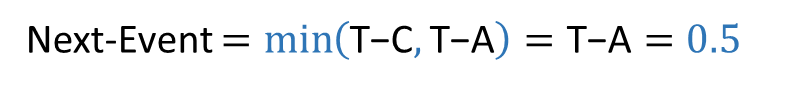 Next-Event = min(T−C, T−A) = T−A = 0.5